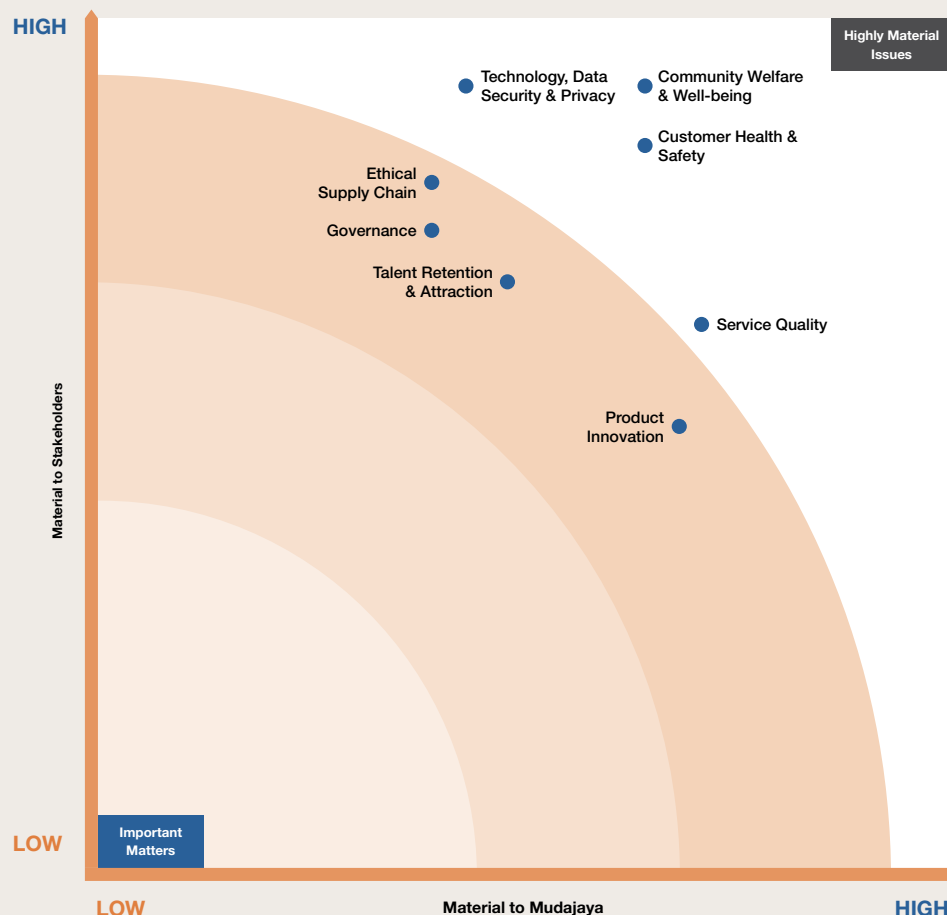 HIGH
Highly Material
Issues
Technology, Data
Security & Privacy
Community Welfare
& Well-being
Customer Health &
Safety
Ethical
Supply Chain
Governance
Talent Retention
& Attraction
Service Quality
Product
Innovation
Material to Stakeholders
Important
Matters
LOW
LOW
Material to Mudajaya
HIGH